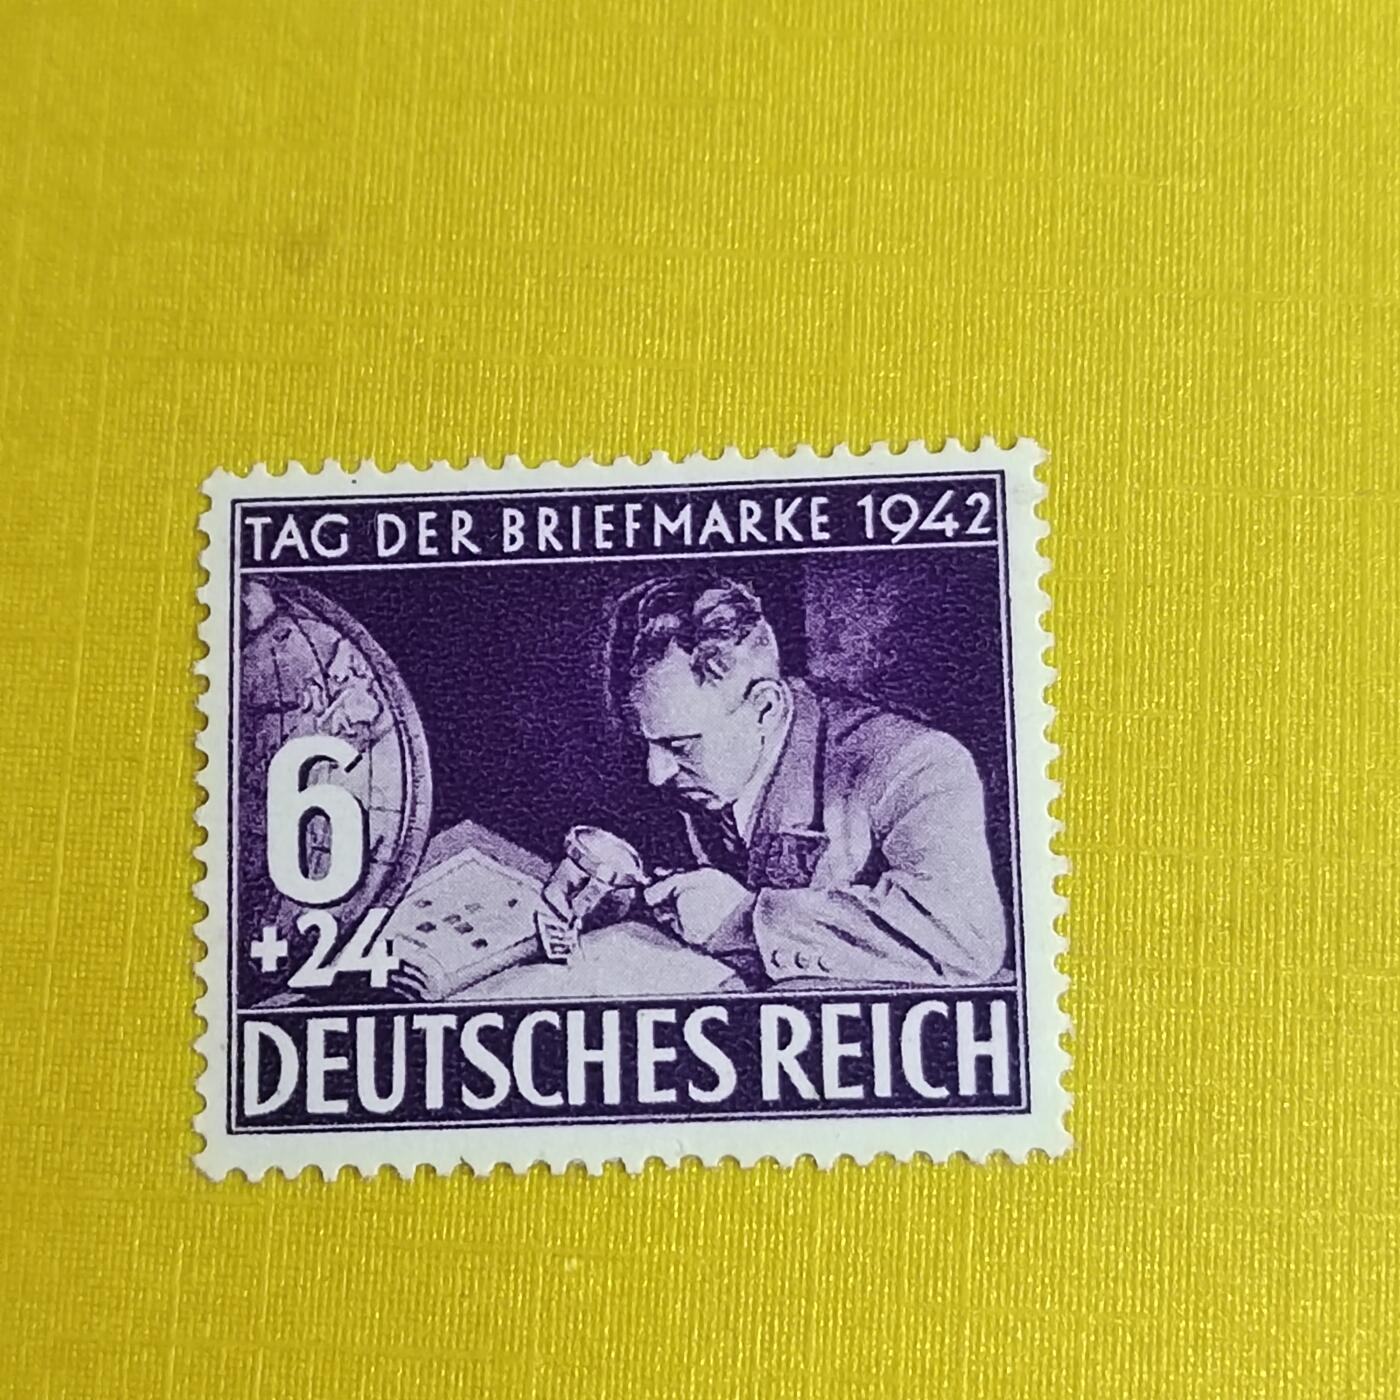 TAG DER BRIEFMARKE 1942
6
+24
DEUTSCHES REICH